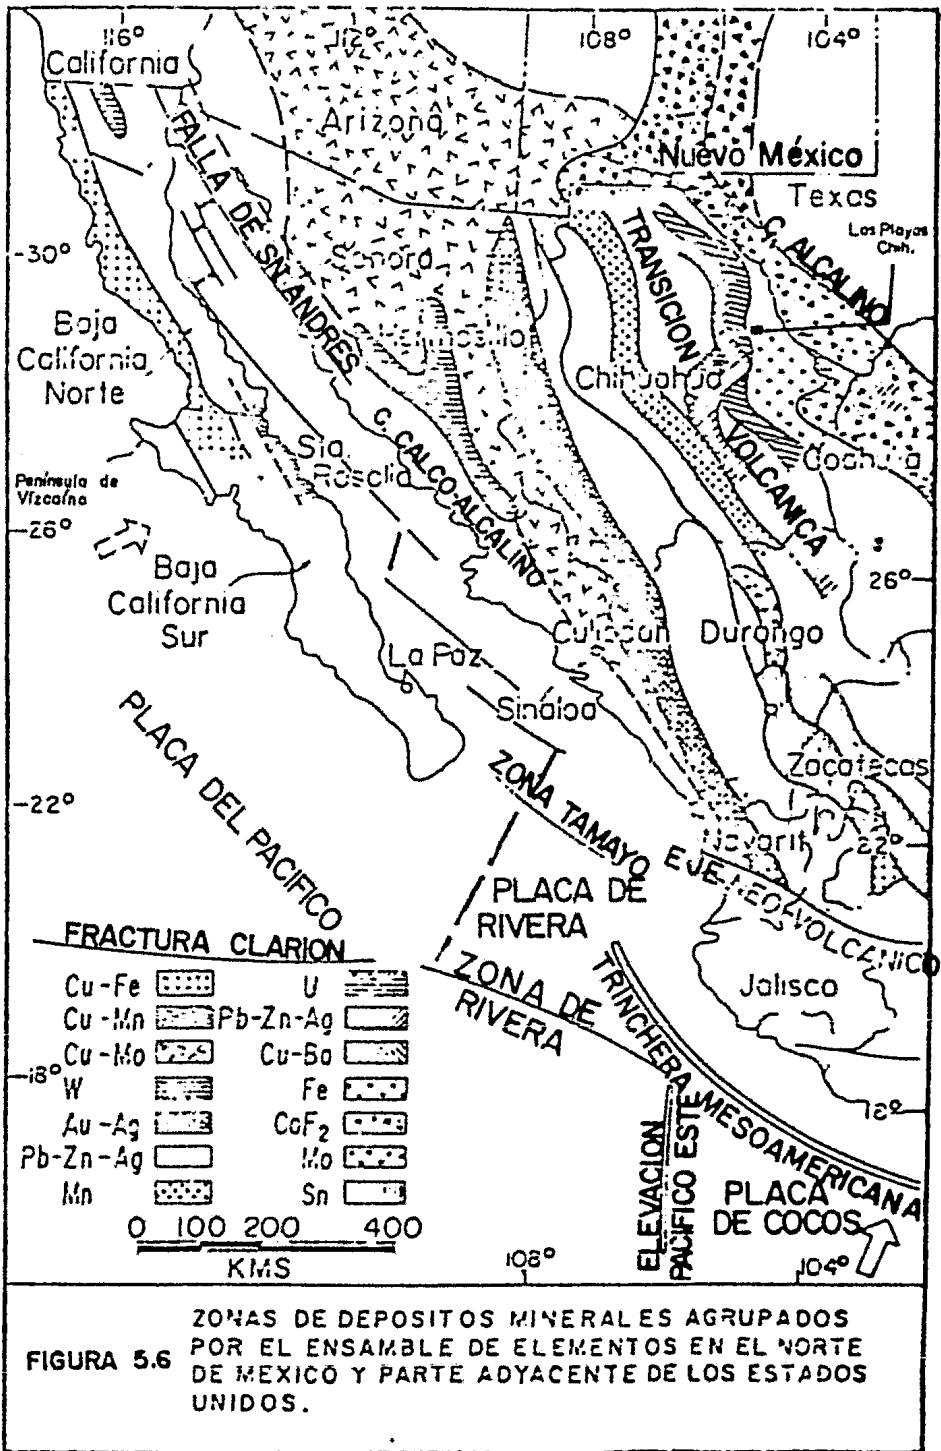 116°
112°
108°
104°
California
Arizona
Nuevo México
Texas
Los Playas
Chih.
FALLA DE SN. ANDRES
Sonora
TRANSICION VOLCANICA
C. ALCALINO
-30°
Baja
California
Norte
Hermosillo
Chihuahua
Sta
Rosalia
C. CALCO-ALCALINO
Coahuila
Península de
Vizcaíno
-26°
26°
Baja
California
Sur
Culiacan
Durango
La Paz
Sinaloa
Zacatecas
PLACA DEL PACIFICO
-22°
ZONA TAMAYO
Nayarit
22°
EJE NEOVOLCANICO
PLACA DE
RIVERA
FRACTURA CLARION
ZONA DE
RIVERA
Jalisco
TRINCHERA MESOAMERICANA
Cu-Fe
U
Cu-Mn
Pb-Zn-Ag
Cu-Mo
Cu-Ba
-18°
W
Fe
18°
Au-Ag
CaF2
Pb-Zn-Ag
Mo
Mn
Sn
ELEVACION
PACIFICO ESTE
PLACA
DE COCOS
0 100 200 400
KMS
108°
104°
FIGURA 5.6
ZONAS DE DEPOSITOS MINERALES AGRUPADOS
POR EL ENSAMBLE DE ELEMENTOS EN EL NORTE
DE MEXICO Y PARTE ADYACENTE DE LOS ESTADOS
UNIDOS.